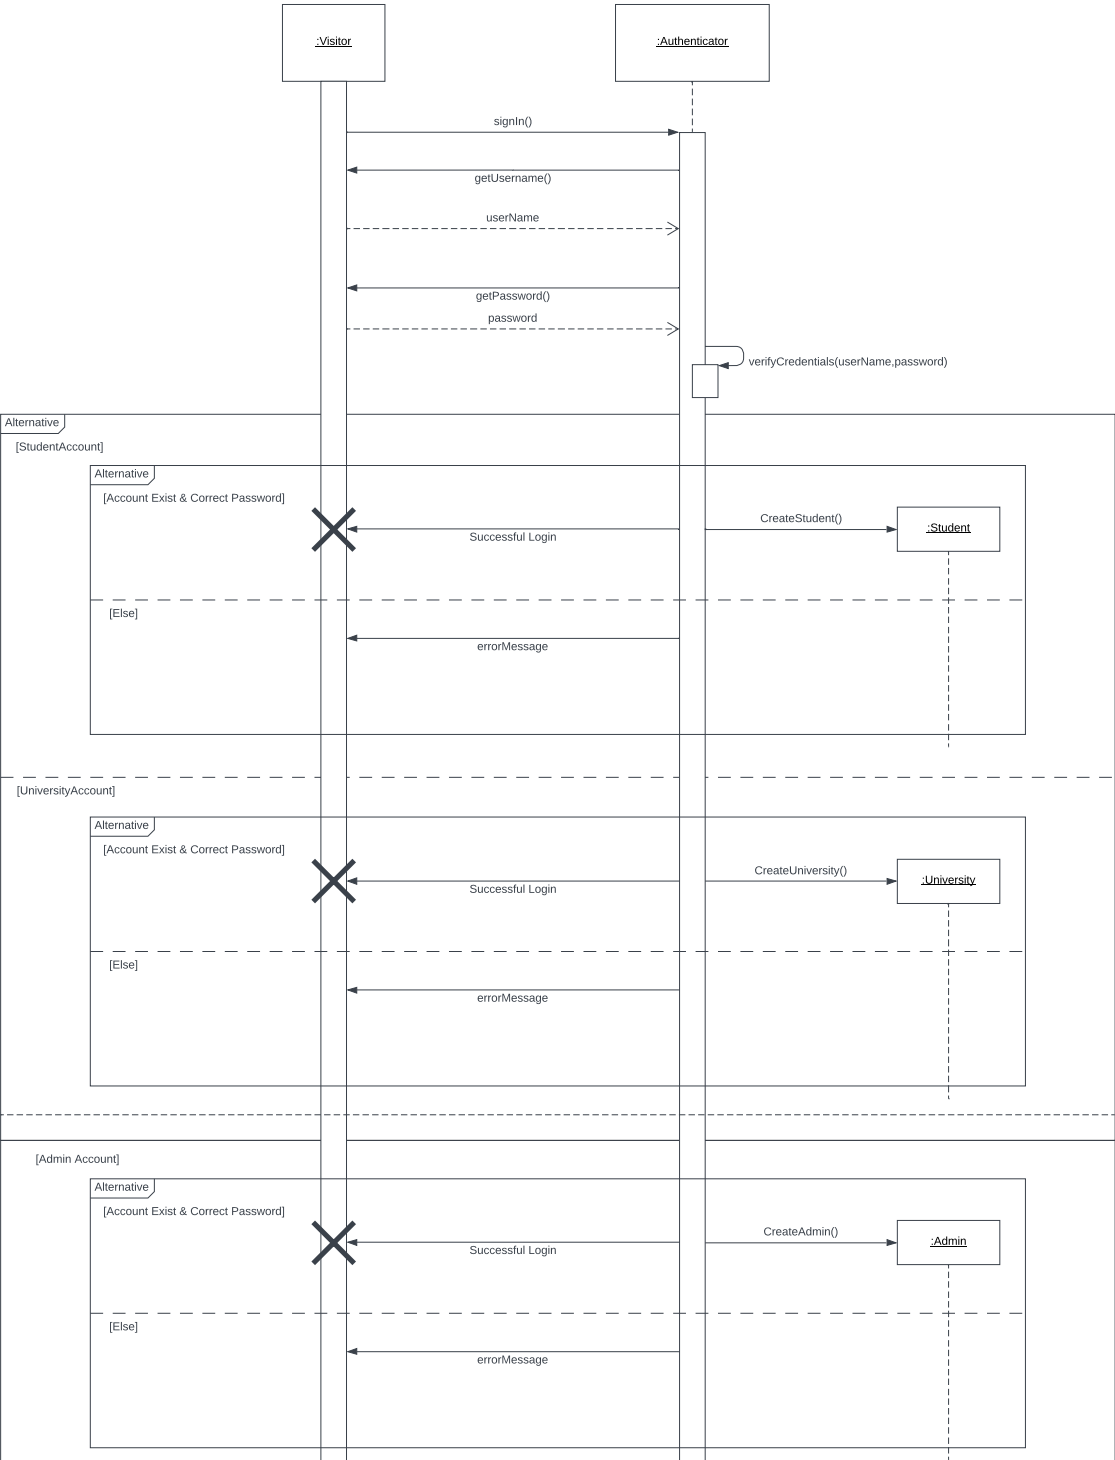 :Visitor
:Authenticator
signIn()
getUsername()
userName
getPassword()
password
verifyCredentials(userName,password)
Alternative
[StudentAccount]
Alternative
[Account Exist & Correct Password]
CreateStudent()
:Student
Successful Login
[Else]
errorMessage
[UniversityAccount]
Alternative
[Account Exist & Correct Password]
CreateUniversity()
:University
Successful Login
[Else]
errorMessage
[Admin Account]
Alternative
[Account Exist & Correct Password]
CreateAdmin()
:Admin
Successful Login
[Else]
errorMessage